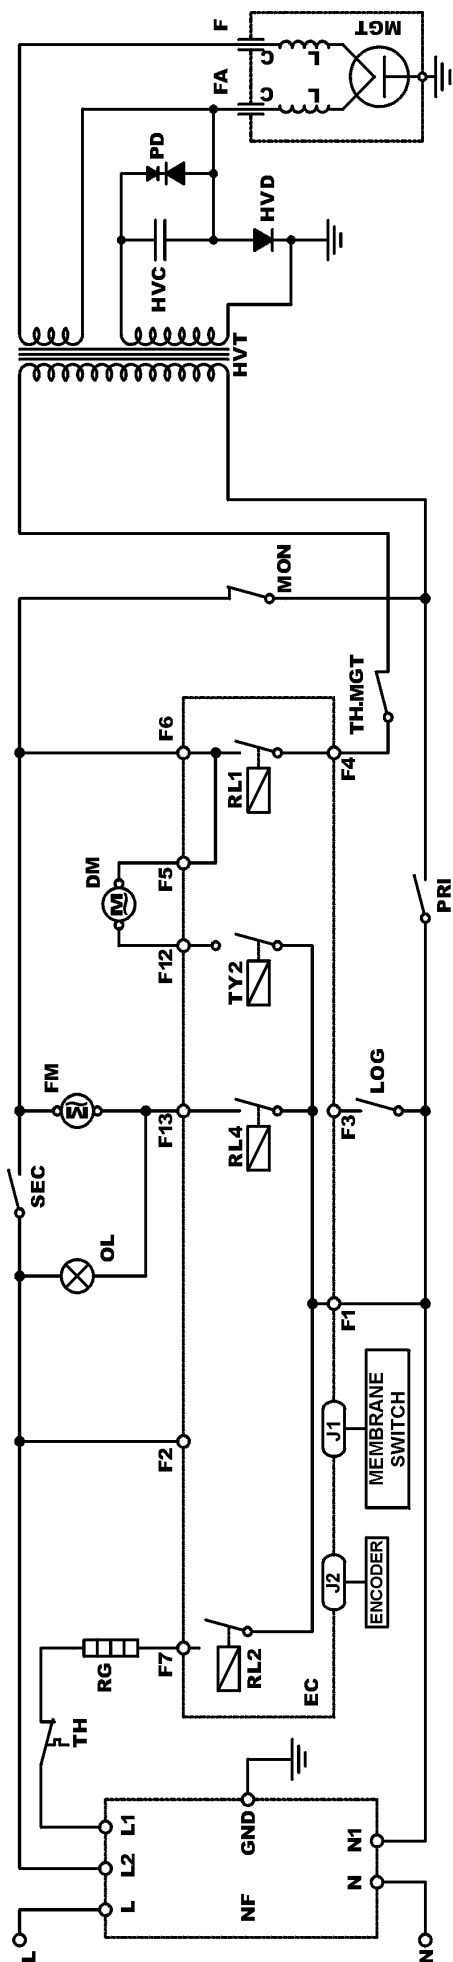 L
N
L
L2
L1
NF
GND
N
N1
TH
RG
F7
RL2
EC
J2
ENCODER
J1
MEMBRANE
SWITCH
F2
F1
OL
SEC
FM
F13
RL4
F3
LOG
DM
M
F12
TY2
F5
PRI
F6
RL1
F4
TH.MGT
MON
HVT
HVC
PD
HVD
FA
F
C
L
C
L
MGT
M